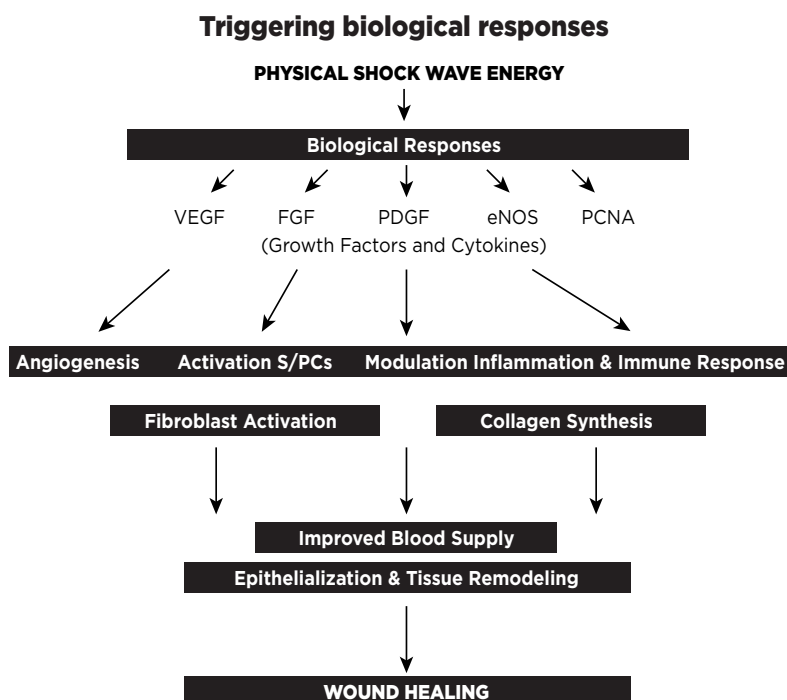 Triggering biological responses
PHYSICAL SHOCK WAVE ENERGY
Biological Responses
VEGF FGF PDGF eNOS PCNA
(Growth Factors and Cytokines)
Angiogenesis Activation S/PCs Modulation Inflammation & Immune Response
Fibroblast Activation Collagen Synthesis
Improved Blood Supply
Epithelialization & Tissue Remodeling
WOUND HEALING